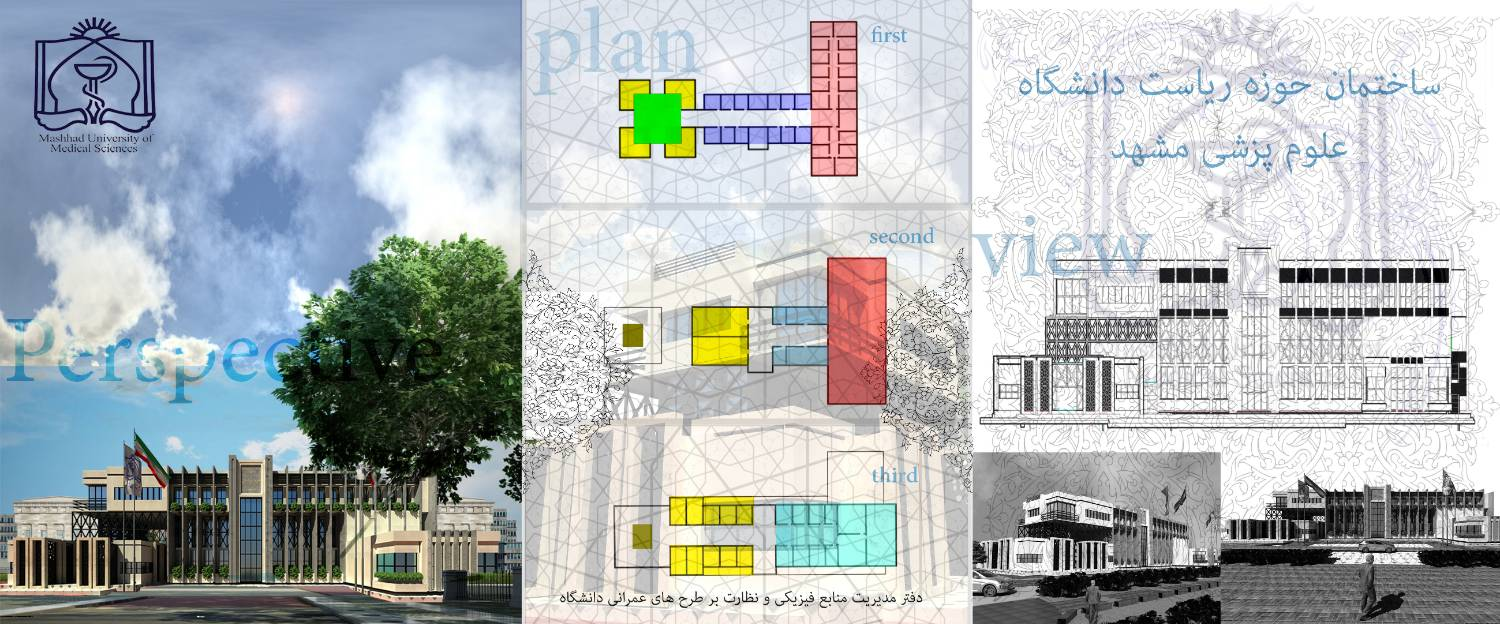 Mashhad University of
Medical Sciences
Perspective
plan
first
second
third
دفتر مدیریت منابع فیزیکی و نظارت بر طرح های عمرانی دانشگاه
ساختمان حوزه ریاست دانشگاه
علوم پزشی مشهد
view